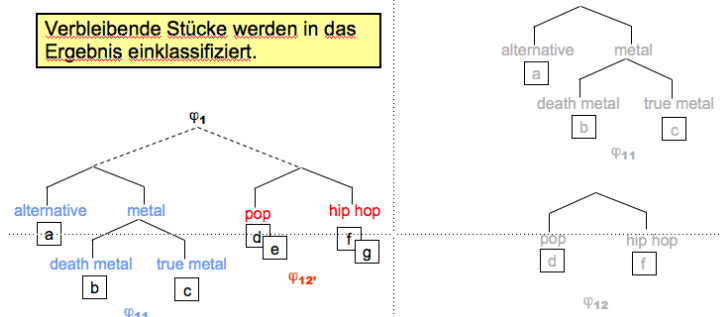 Verbleibende Stücke werden in das
Ergebnis einklassifiziert.
φ1
alternative
metal
pop
hip hop
a
d
e
f
g
death metal
true metal
b
c
φ11
φ12'
alternative
metal
a
death metal
true metal
b
c
φ11
pop
hip hop
d
f
φ12